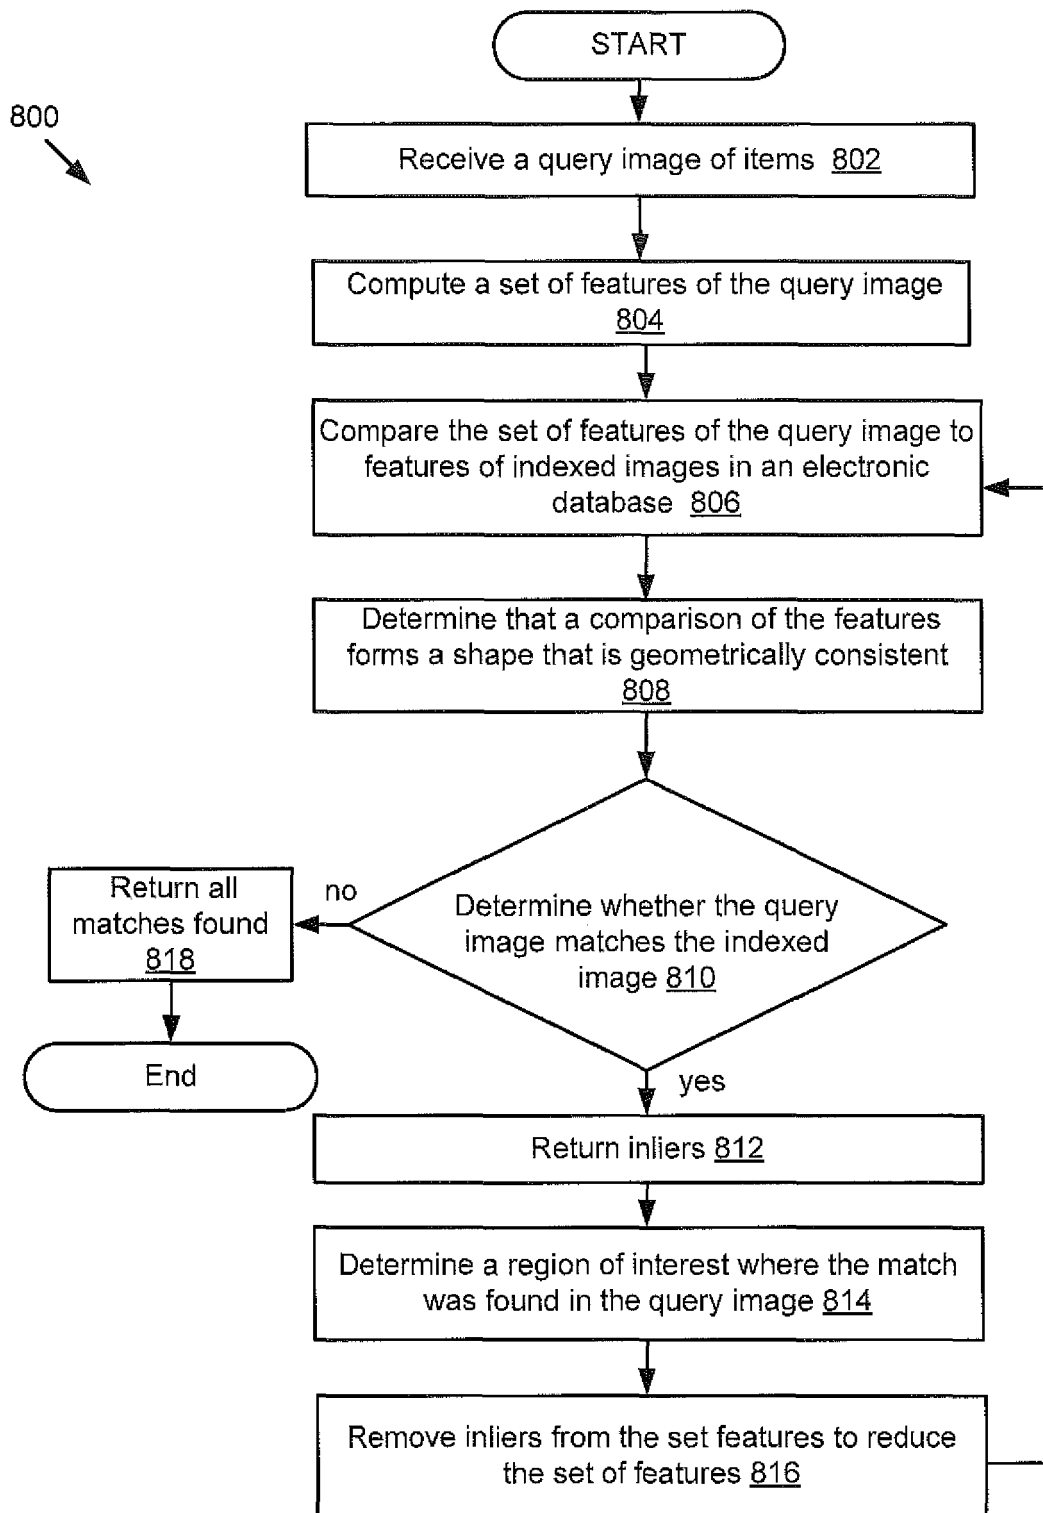 START
800
Receive a query image of items 802
Compute a set of features of the query image
804
Compare the set of features of the query image to
features of indexed images in an electronic
database 806
Determine that a comparison of the features
forms a shape that is geometrically consistent
808
Determine whether the query
image matches the indexed
image 810
no
Return all
matches found
818
End
yes
Return inliers 812
Determine a region of interest where the match
was found in the query image 814
Remove inliers from the set features to reduce
the set of features 816